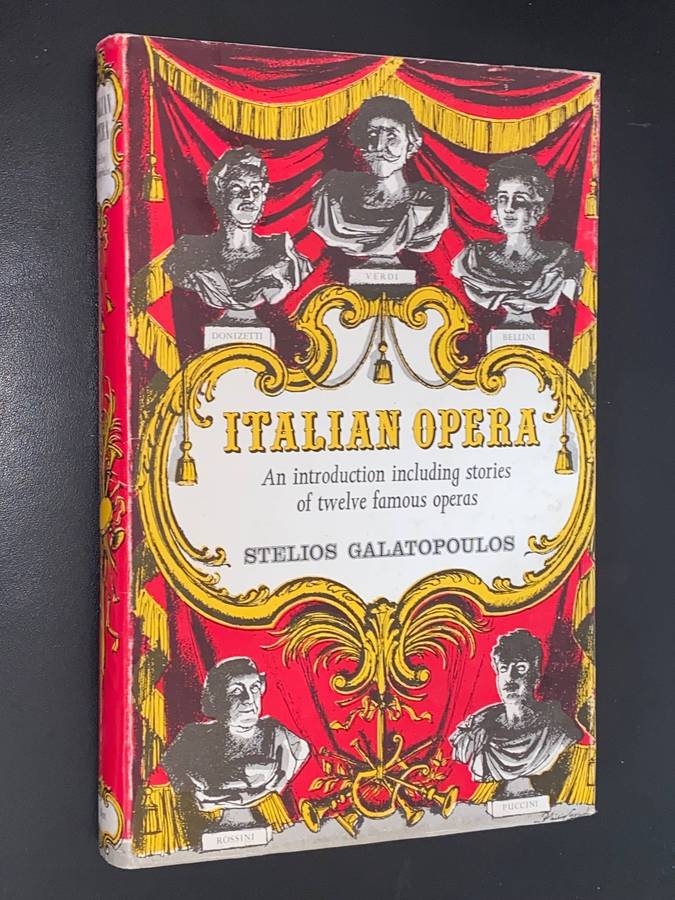 VERDI
DONIZETTI
BELLINI
ITALIAN OPERA
An introduction including stories
of twelve famous operas
STELIOS GALATOPOULOS
ROSSINI
PUCCINI